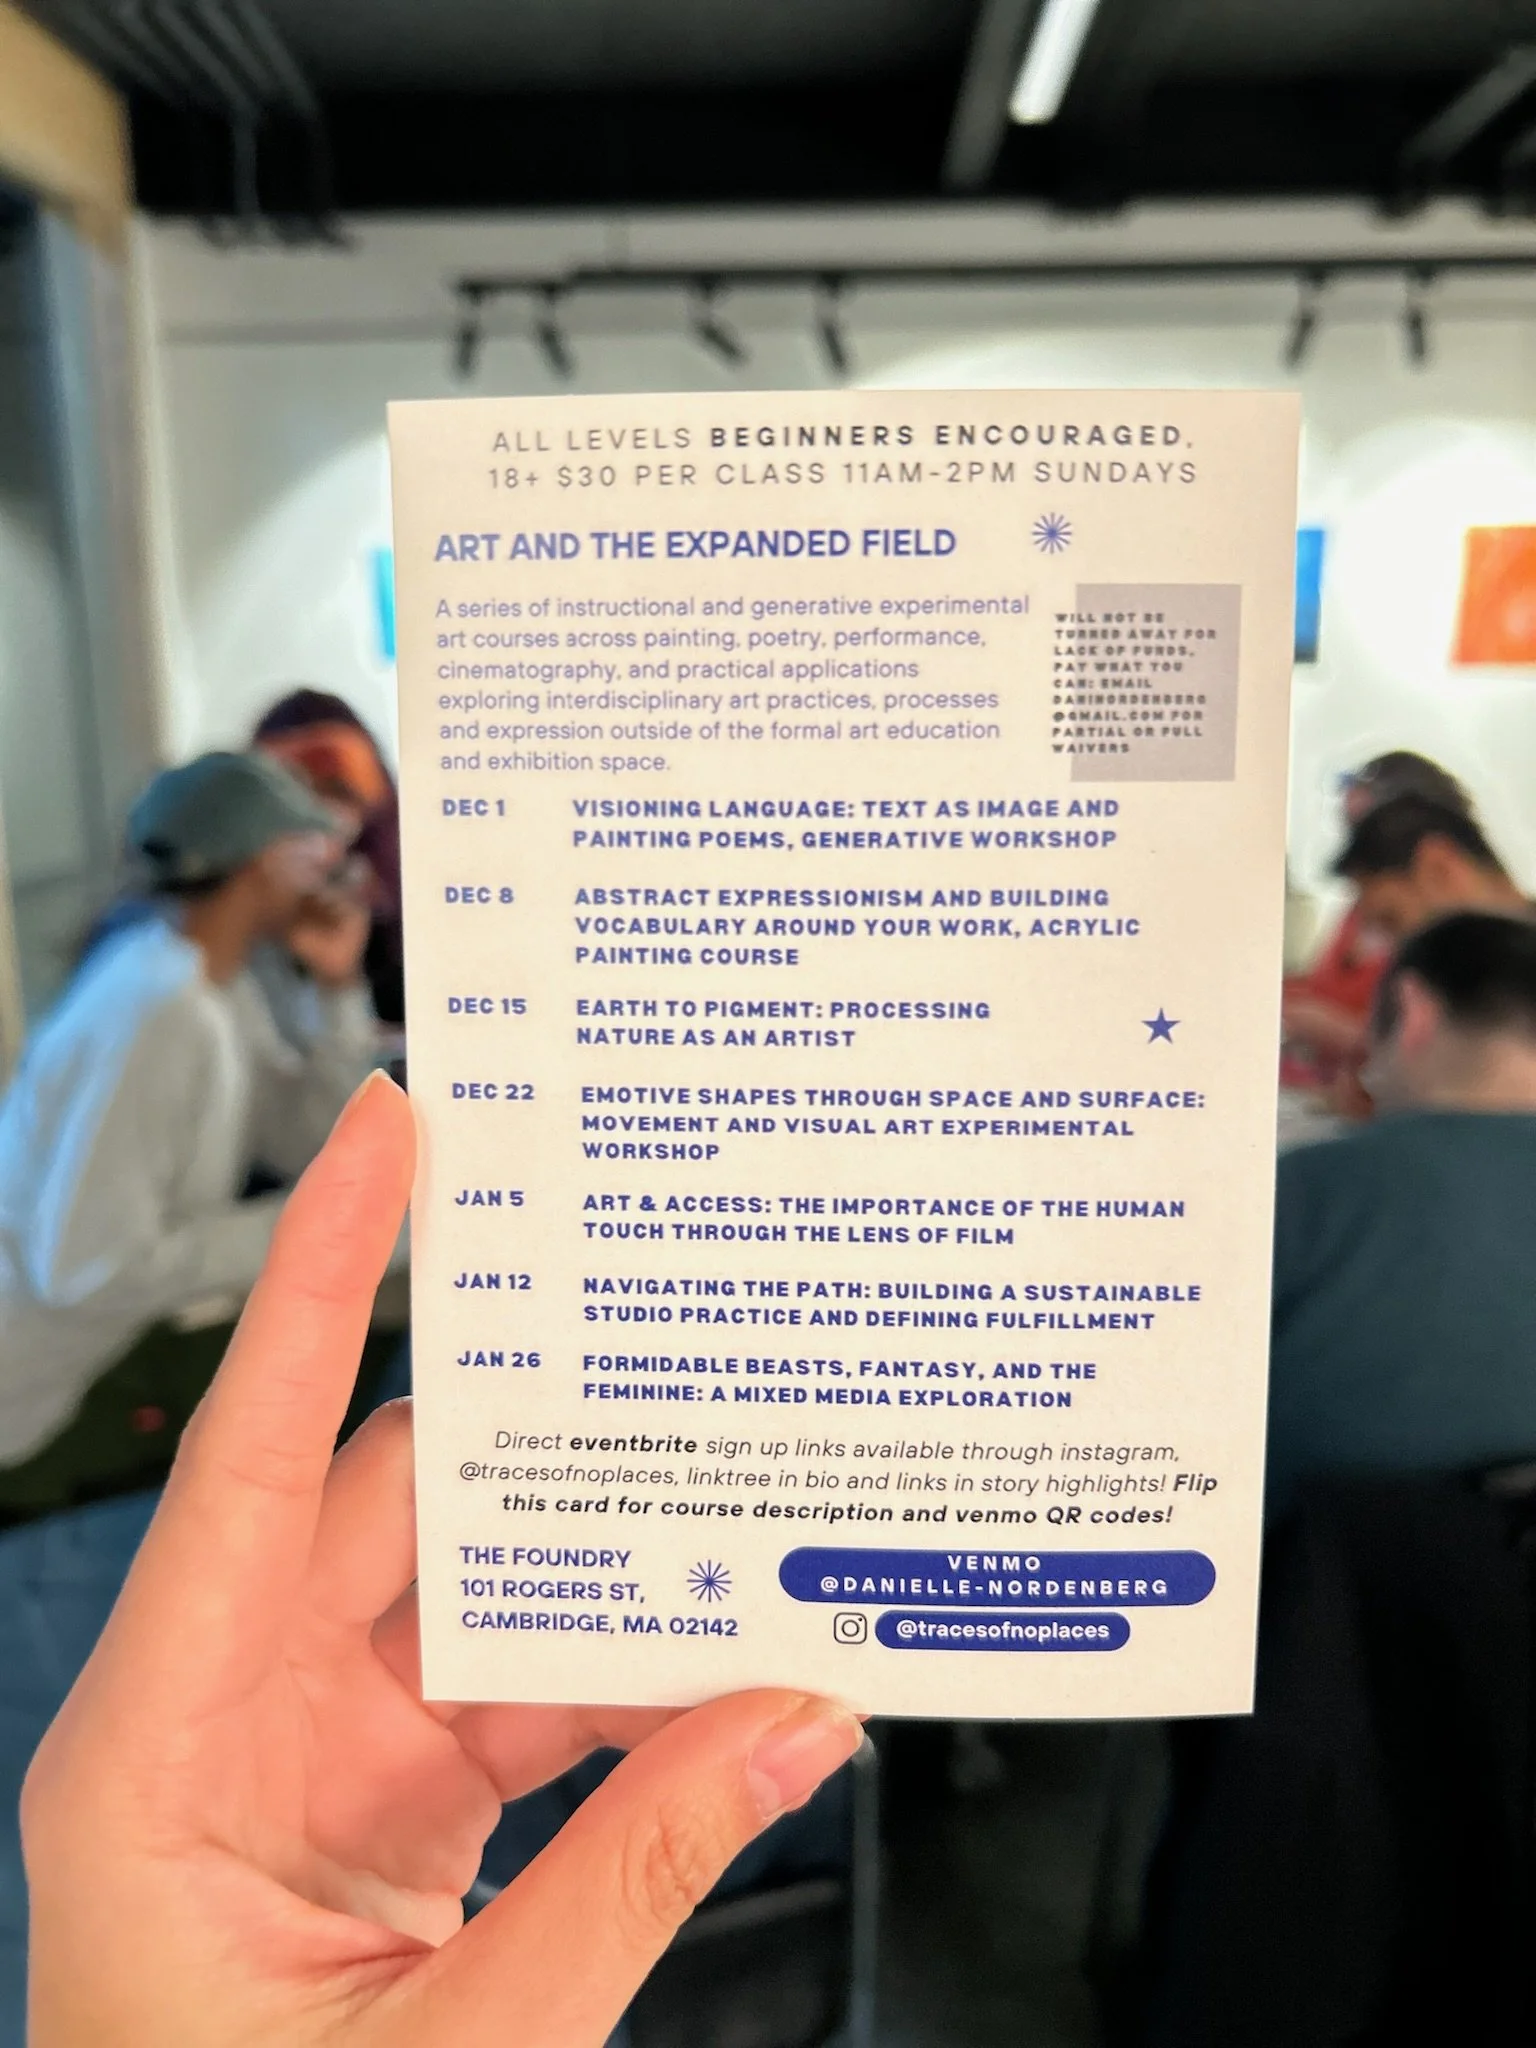 ALL LEVELS BEGINNERS ENCOURAGED,
18+ $30 PER CLASS 11AM-2PM SUNDAYS
ART AND THE EXPANDED FIELD
A series of instructional and generative experimental
art courses across painting, poetry, performance,
cinematography, and practical applications
exploring interdisciplinary art practices, processes
and expression outside of the formal art education
and exhibition space.
WILL NOT BE
TURNED AWAY FOR
LACK OF FUNDS,
PAY WHAT YOU
CAN: EMAIL
DANINORDENBERG
@GMAIL.COM FOR
PARTIAL OR FULL
WAIVERS
DEC 1 VISIONING LANGUAGE: TEXT AS IMAGE AND
PAINTING POEMS, GENERATIVE WORKSHOP
DEC 8 ABSTRACT EXPRESSIONISM AND BUILDING
VOCABULARY AROUND YOUR WORK, ACRYLIC
PAINTING COURSE
DEC 15 EARTH TO PIGMENT: PROCESSING
NATURE AS AN ARTIST
DEC 22 EMOTIVE SHAPES THROUGH SPACE AND SURFACE:
MOVEMENT AND VISUAL ART EXPERIMENTAL
WORKSHOP
JAN 5 ART & ACCESS: THE IMPORTANCE OF THE HUMAN
TOUCH THROUGH THE LENS OF FILM
JAN 12 NAVIGATING THE PATH: BUILDING A SUSTAINABLE
STUDIO PRACTICE AND DEFINING FULFILLMENT
JAN 26 FORMIDABLE BEASTS, FANTASY, AND THE
FEMININE: A MIXED MEDIA EXPLORATION
Direct eventbrite sign up links available through instagram,
@tracesofnoplaces, linktree in bio and links in story highlights! Flip
this card for course description and venmo QR codes!
THE FOUNDRY
101 ROGERS ST,
CAMBRIDGE, MA 02142
VENMO
@DANIELLE-NORDENBERG
@tracesofnoplaces